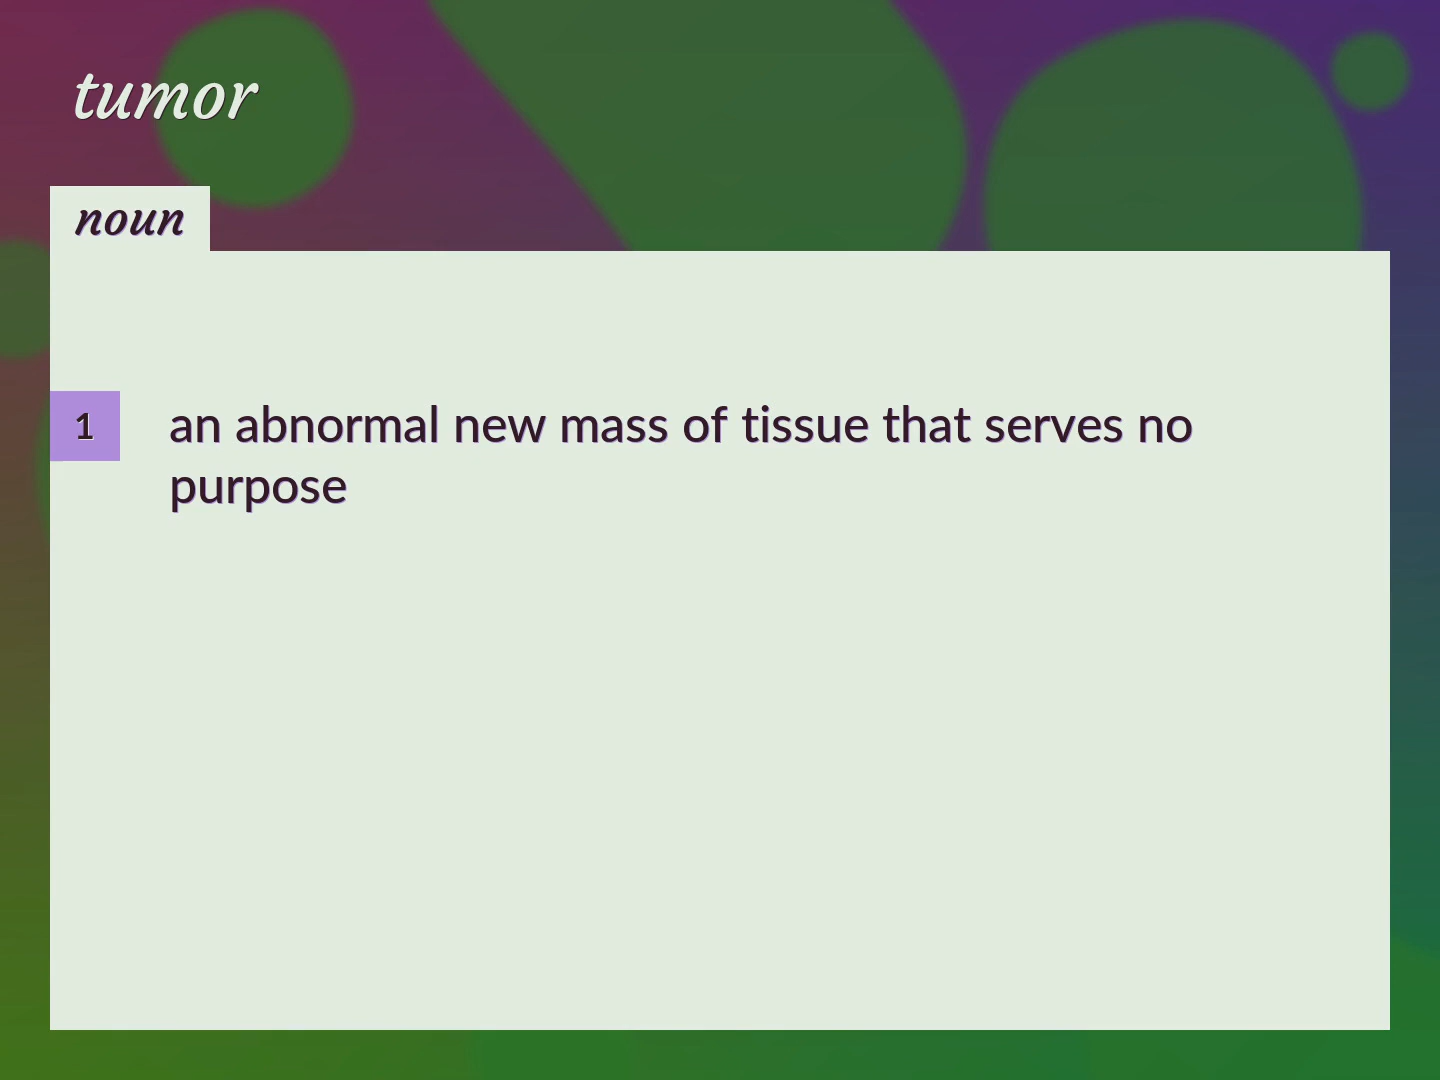 tumor
noun
1 an abnormal new mass of tissue that serves no
purpose